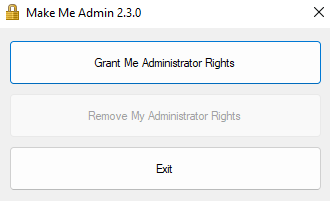 Make Me Admin 2.3.0
Grant Me Administrator Rights
Remove My Administrator Rights
Exit